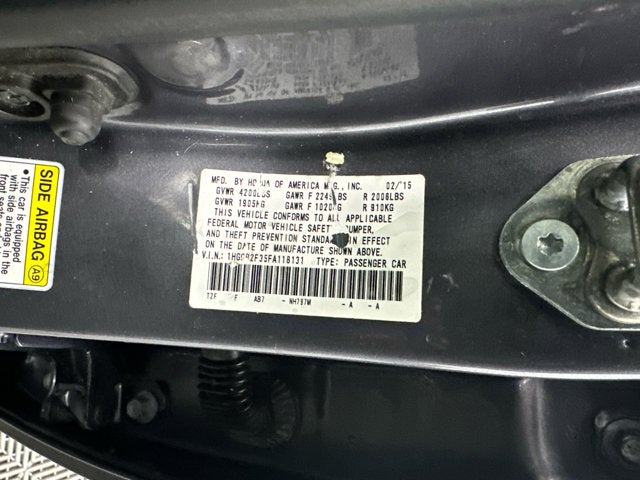 SIDE AIRBAG
A9
•This car is equipped
with side airbags in the
MFD. BY HONDA OF AMERICA MFG., INC. 02/15
GVWR 4200LBS GAWR F 2249LBS R 2006LBS
GVWR 1905KG GAWR F 1020KG R 910KG
THIS VEHICLE CONFORMS TO ALL APPLICABLE
FEDERAL MOTOR VEHICLE SAFETY, BUMPER,
AND THEFT PREVENTION STANDARDS IN EFFECT
ON THE DATE OF MANUFACTURE SHOWN ABOVE.
V.I.N.: TYPE: PASSENGER CAR
AB7 - NH797M - A - A